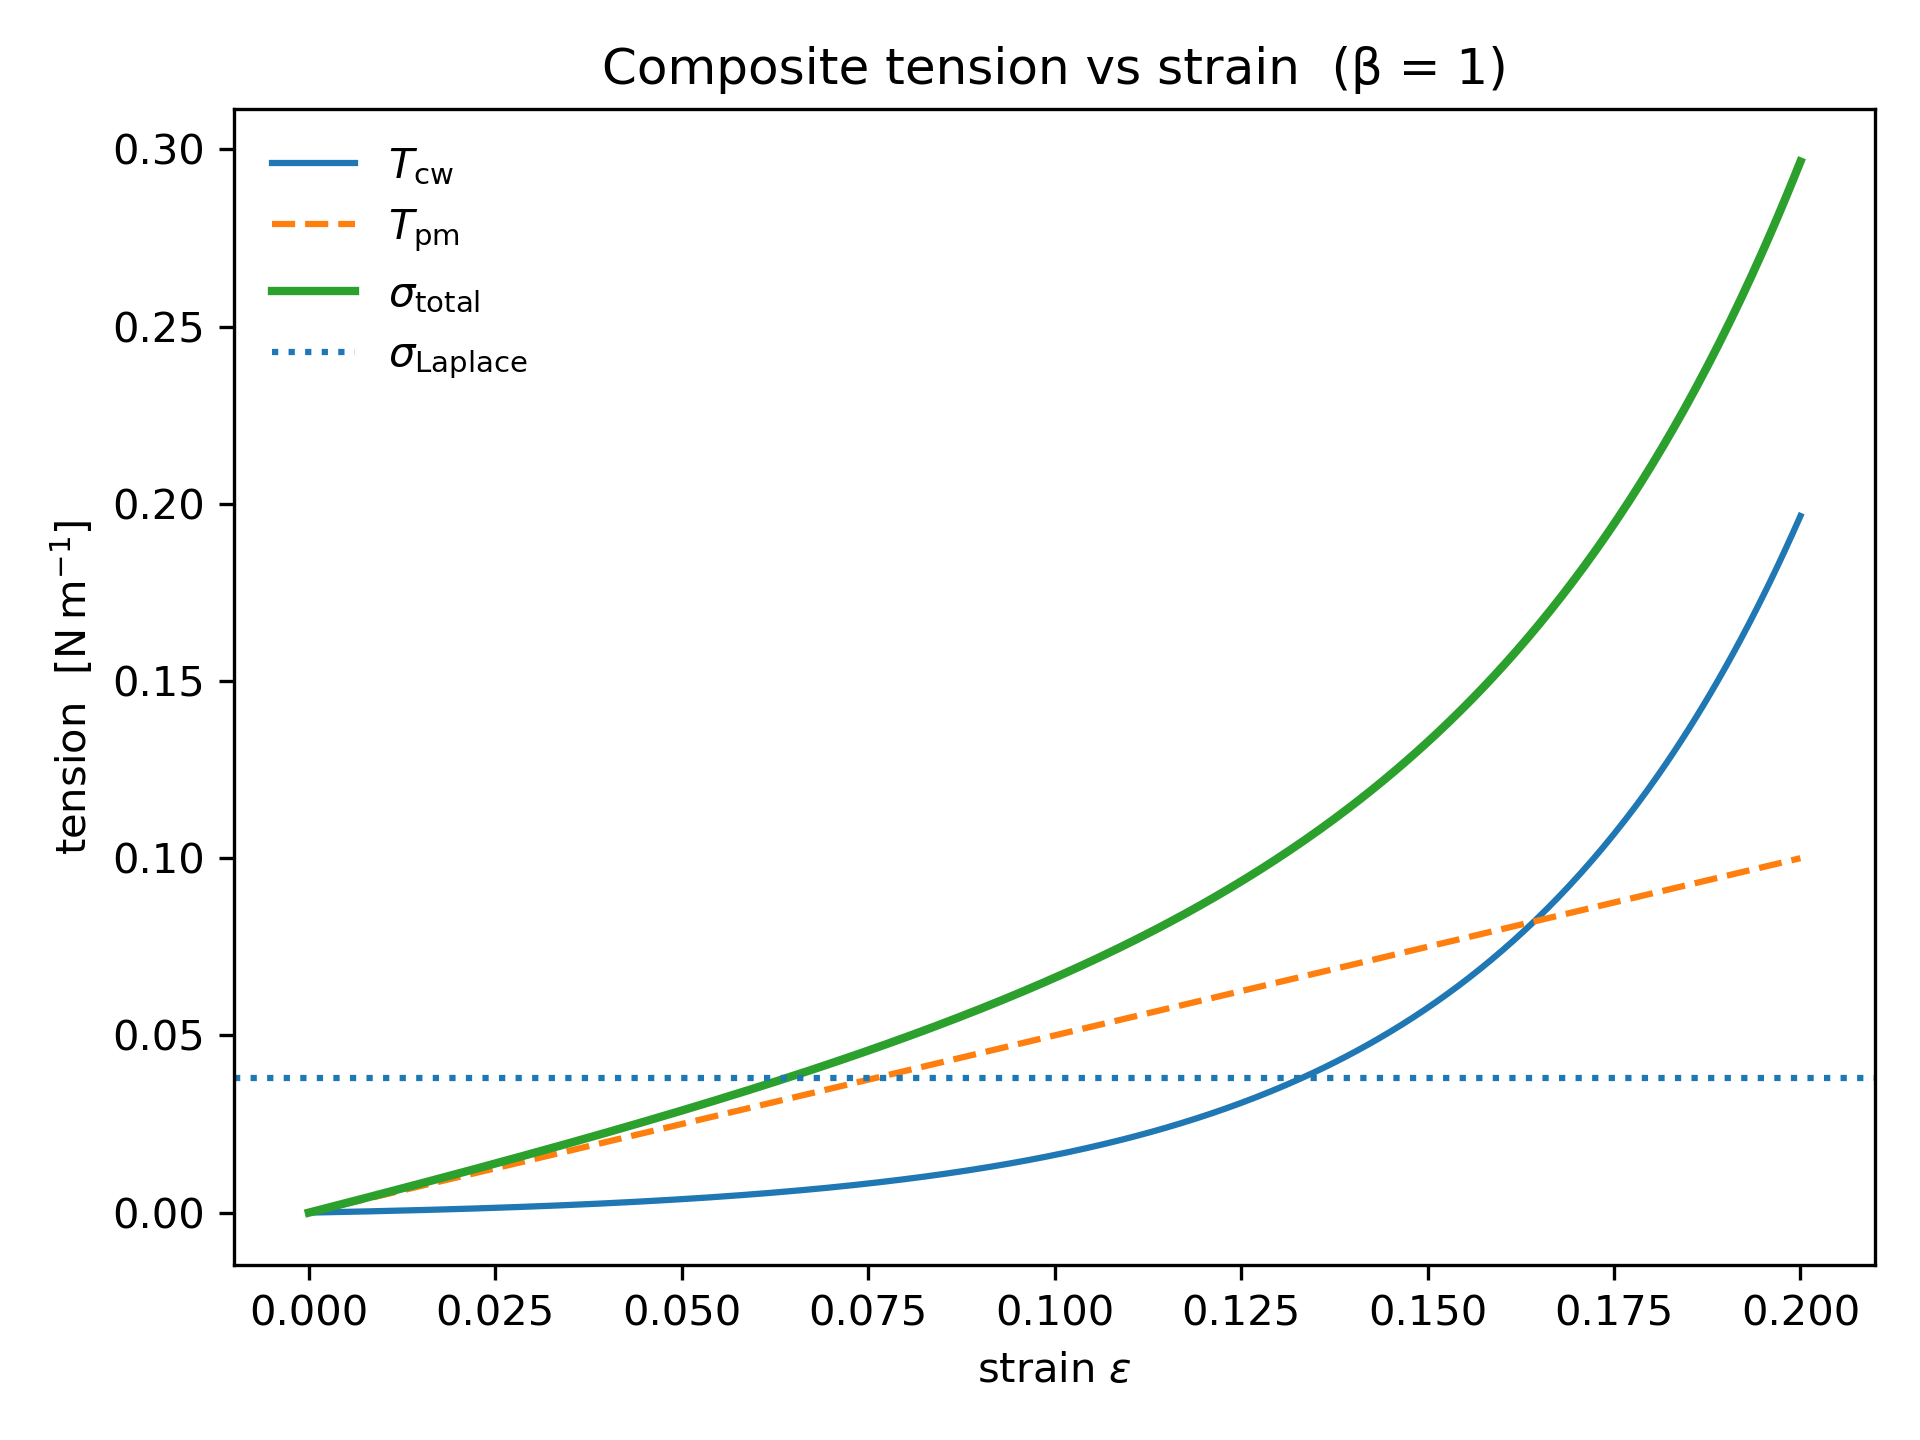 Composite tension vs strain  (β = 1)
T_cw
T_pm
σ_total
σ_Laplace
tension  [N m⁻¹]
0.30
0.25
0.20
0.15
0.10
0.05
0.00
0.000 0.025 0.050 0.075 0.100 0.125 0.150 0.175 0.200
strain ε